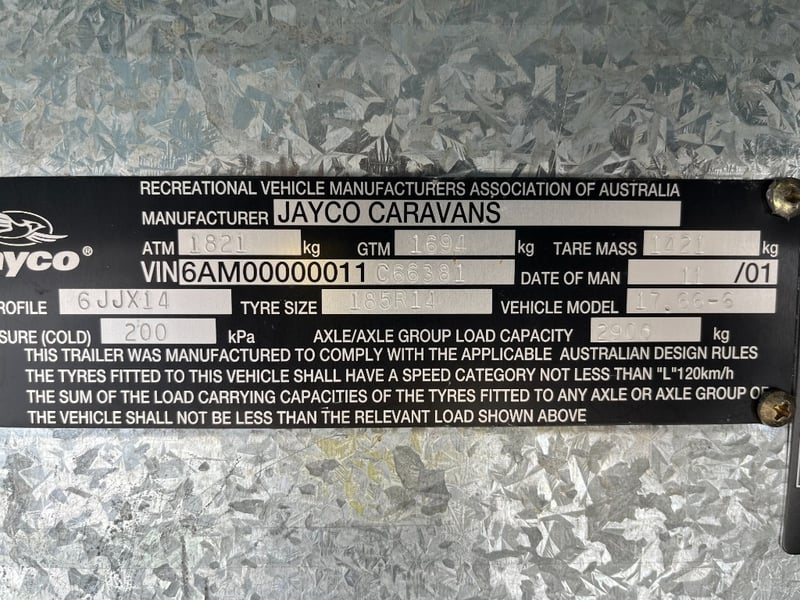 RECREATIONAL VEHICLE MANUFACTURERS ASSOCIATION OF AUSTRALIA
MANUFACTURER JAYCO CARAVANS
ayco®
ATM 1821 kg GTM 1694 kg TARE MASS 1421 kg
VIN 6AM00000011C66381 DATE OF MAN 11 /01
ROFILE 6JJX14 TYRE SIZE 185R14 VEHICLE MODEL 17.66-6
SURE (COLD) 200 kPa AXLE/AXLE GROUP LOAD CAPACITY 2900 kg
THIS TRAILER WAS MANUFACTURED TO COMPLY WITH THE APPLICABLE AUSTRALIAN DESIGN RULES
THE TYRES FITTED TO THIS VEHICLE SHALL HAVE A SPEED CATEGORY NOT LESS THAN "L"120km/h
THE SUM OF THE LOAD CARRYING CAPACITIES OF THE TYRES FITTED TO ANY AXLE OR AXLE GROUP OF
THE VEHICLE SHALL NOT BE LESS THAN THE RELEVANT LOAD SHOWN ABOVE